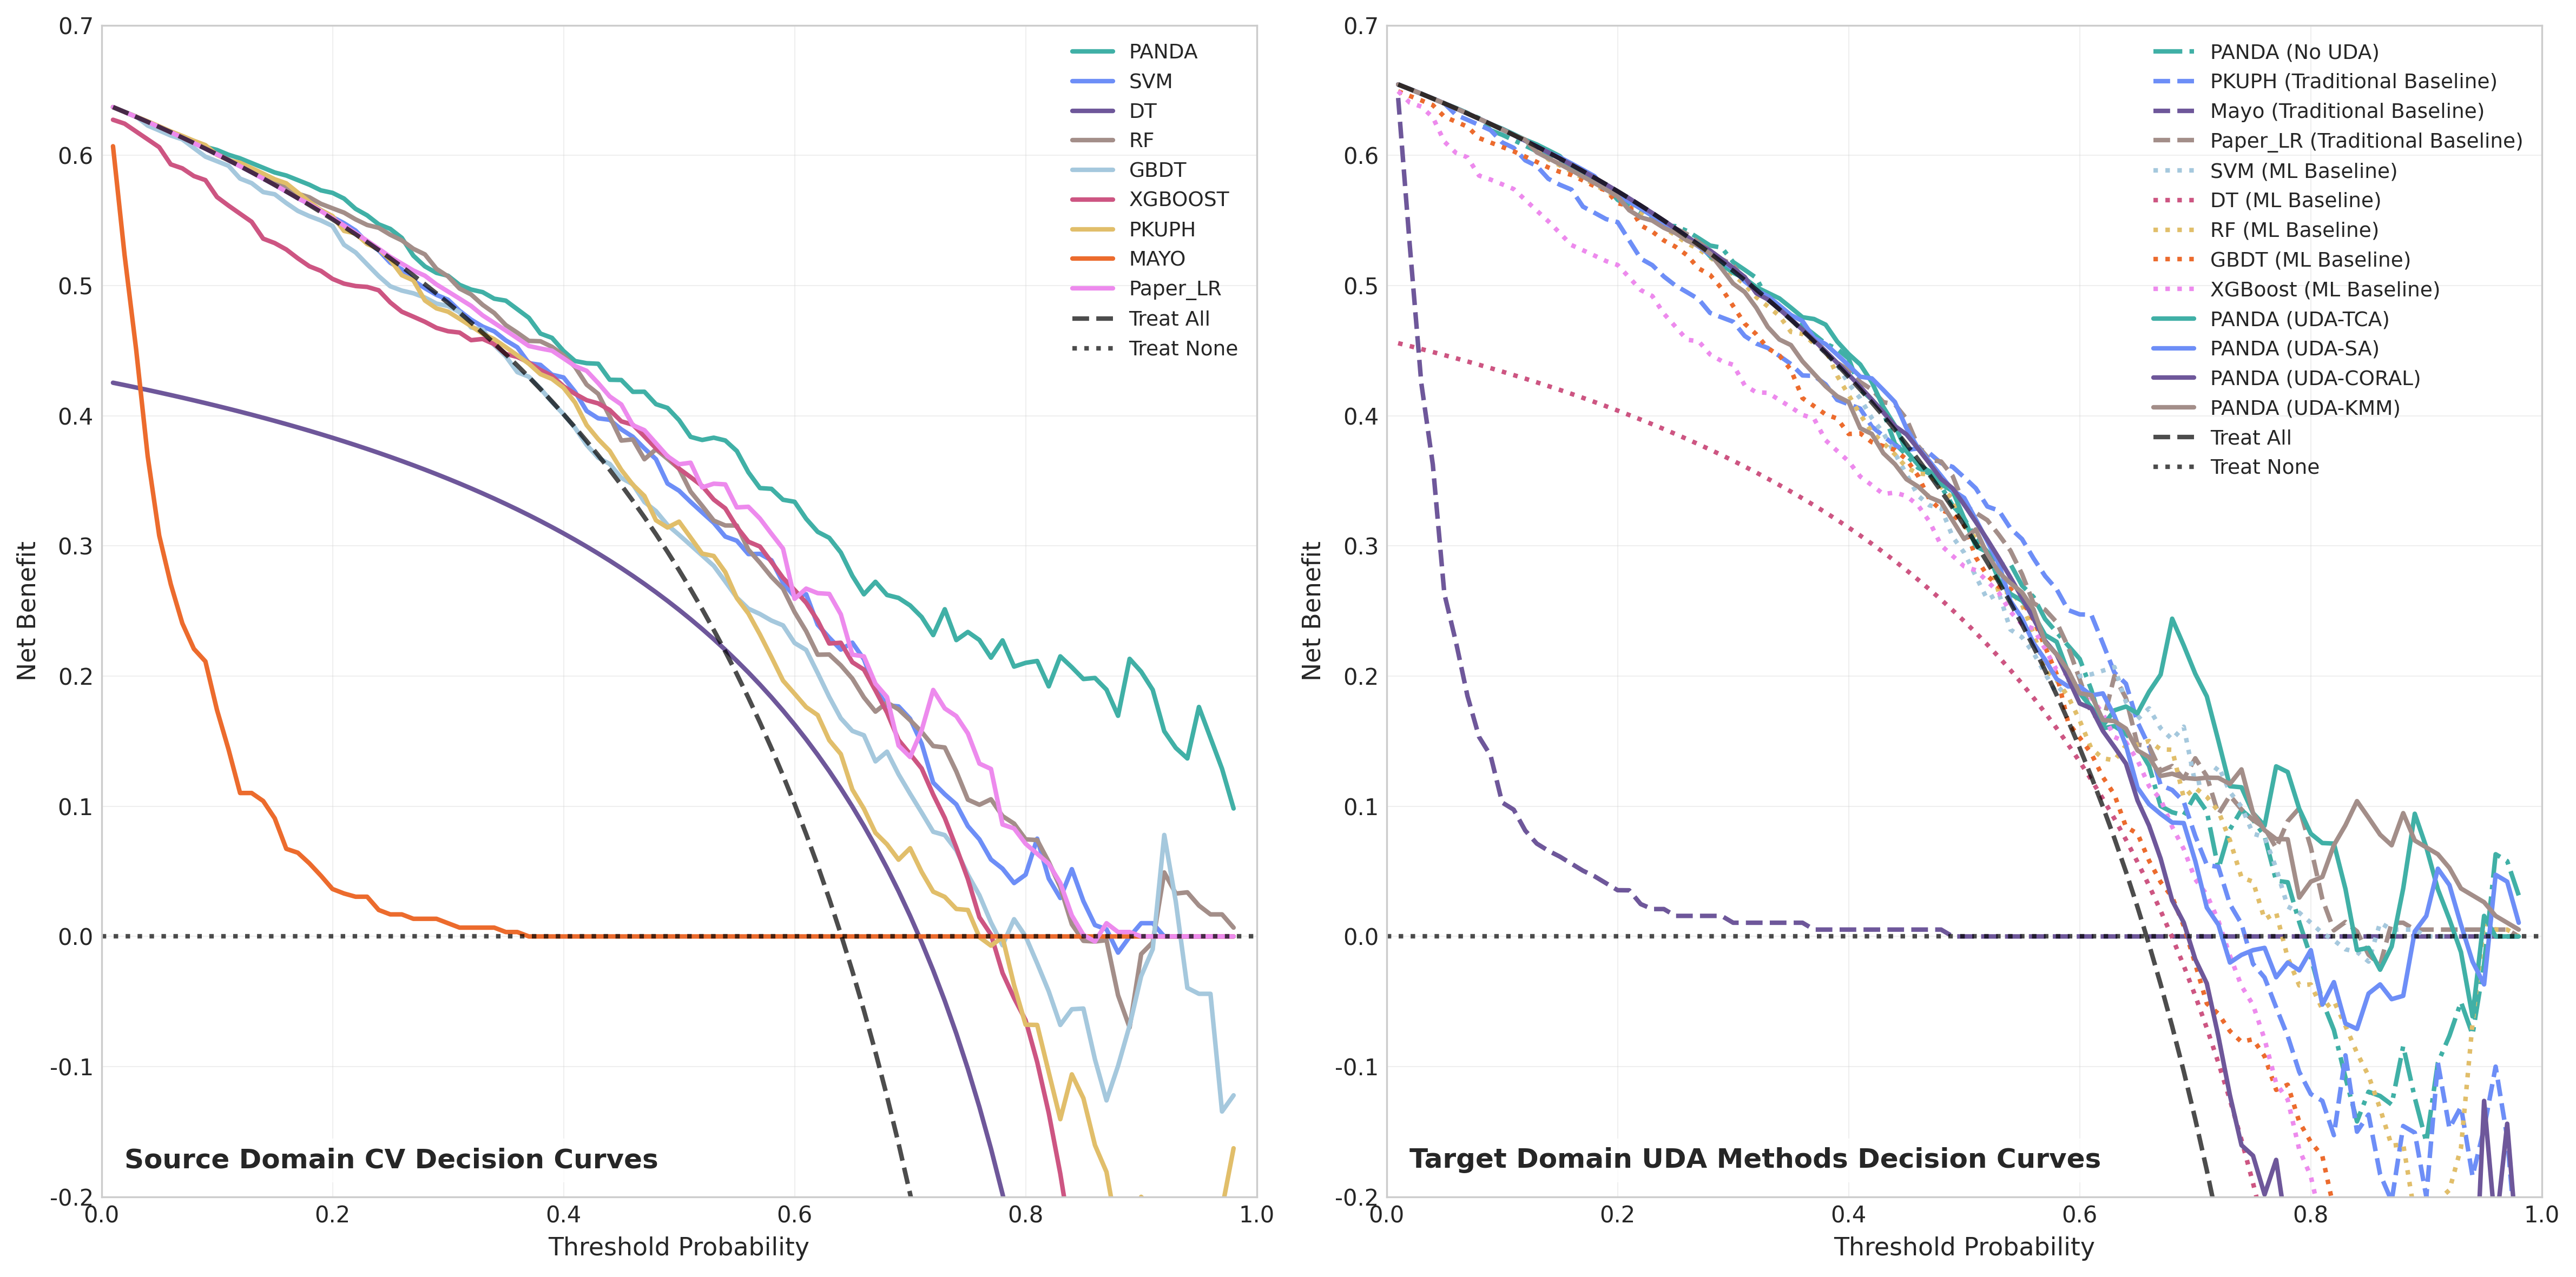 0.7
0.6
0.5
0.4
0.3
0.2
0.1
0.0
-0.1
-0.2
Net Benefit
0.0
0.2
0.4
0.6
0.8
1.0
Threshold Probability
PANDA
SVM
DT
RF
GBDT
XGBOOST
PKUPH
MAYO
Paper_LR
Treat All
Treat None
Source Domain CV Decision Curves
0.7
0.6
0.5
0.4
0.3
0.2
0.1
0.0
-0.1
-0.2
Net Benefit
0.0
0.2
0.4
0.6
0.8
1.0
Threshold Probability
PANDA (No UDA)
PKUPH (Traditional Baseline)
Mayo (Traditional Baseline)
Paper_LR (Traditional Baseline)
SVM (ML Baseline)
DT (ML Baseline)
RF (ML Baseline)
GBDT (ML Baseline)
XGBoost (ML Baseline)
PANDA (UDA-TCA)
PANDA (UDA-SA)
PANDA (UDA-CORAL)
PANDA (UDA-KMM)
Treat All
Treat None
Target Domain UDA Methods Decision Curves